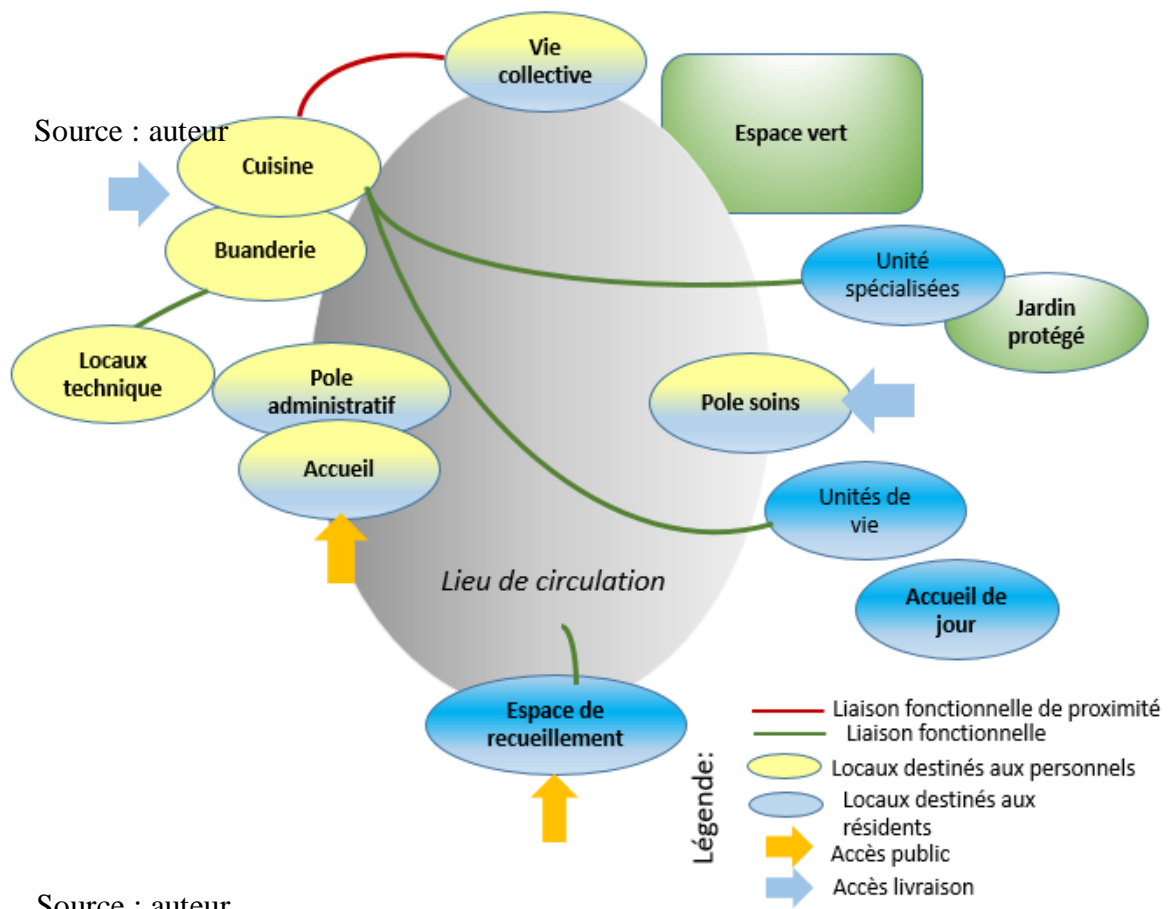 Vie
collective
Espace vert
Source : auteur
Cuisine
Buanderie
Unité
spécialisées
Jardin
protégé
Locaux
technique
Pole
administratif
Pole soins
Accueil
Unités de
vie
Lieu de circulation
Accueil de
jour
Espace de
recueillement
Légende:
Liaison fonctionnelle de proximité
Liaison fonctionnelle
Locaux destinés aux personnels
Locaux destinés aux
résidents
Accès public
Accès livraison
Source : auteur